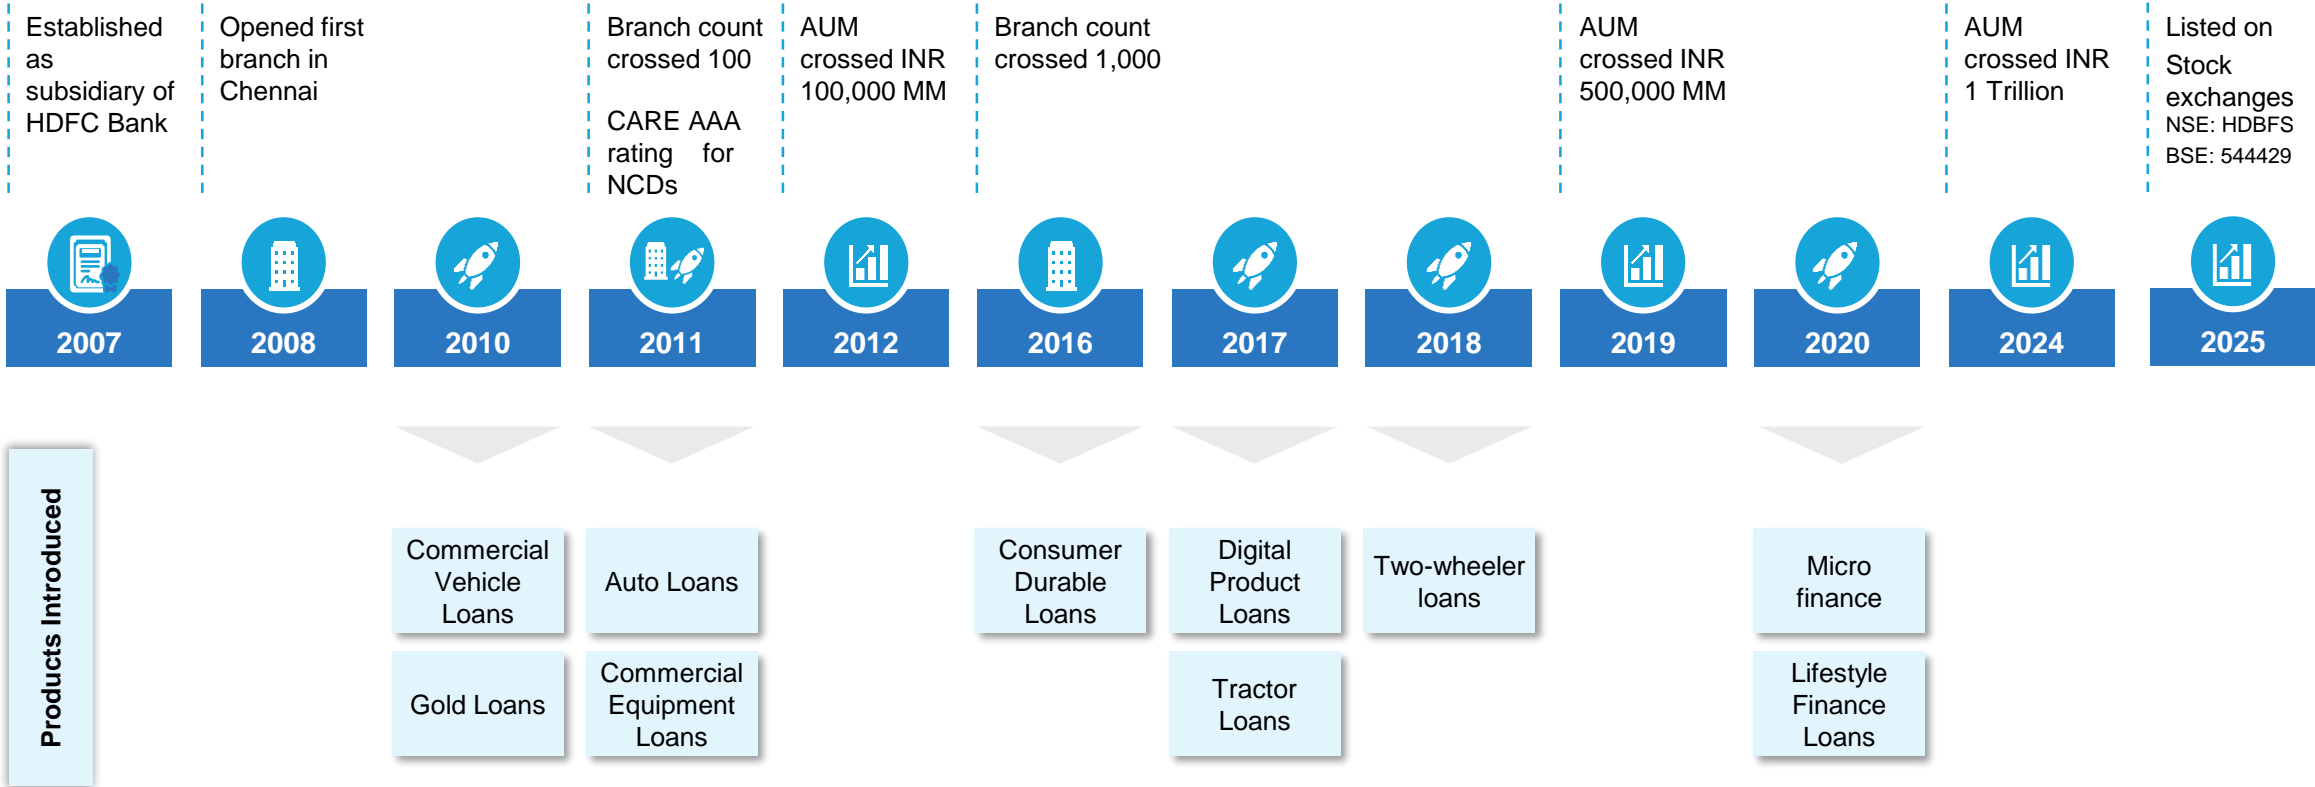 Established
as
subsidiary of
HDFC Bank
Opened first
branch in
Chennai
Branch count
crossed 100
CARE AAA
rating for
NCDs
AUM
crossed INR
100,000 MM
Branch count
crossed 1,000
AUM
crossed INR
500,000 MM
AUM
crossed INR
1 Trillion
Listed on
Stock
exchanges
NSE: HDBFS
BSE: 544429
2007
2008
2010
2011
2012
2016
2017
2018
2019
2020
2024
2025
Products Introduced
Commercial
Vehicle
Loans
Auto Loans
Consumer
Durable
Loans
Digital
Product
Loans
Two-wheeler
loans
Micro
finance
Gold Loans
Commercial
Equipment
Loans
Tractor
Loans
Lifestyle
Finance
Loans